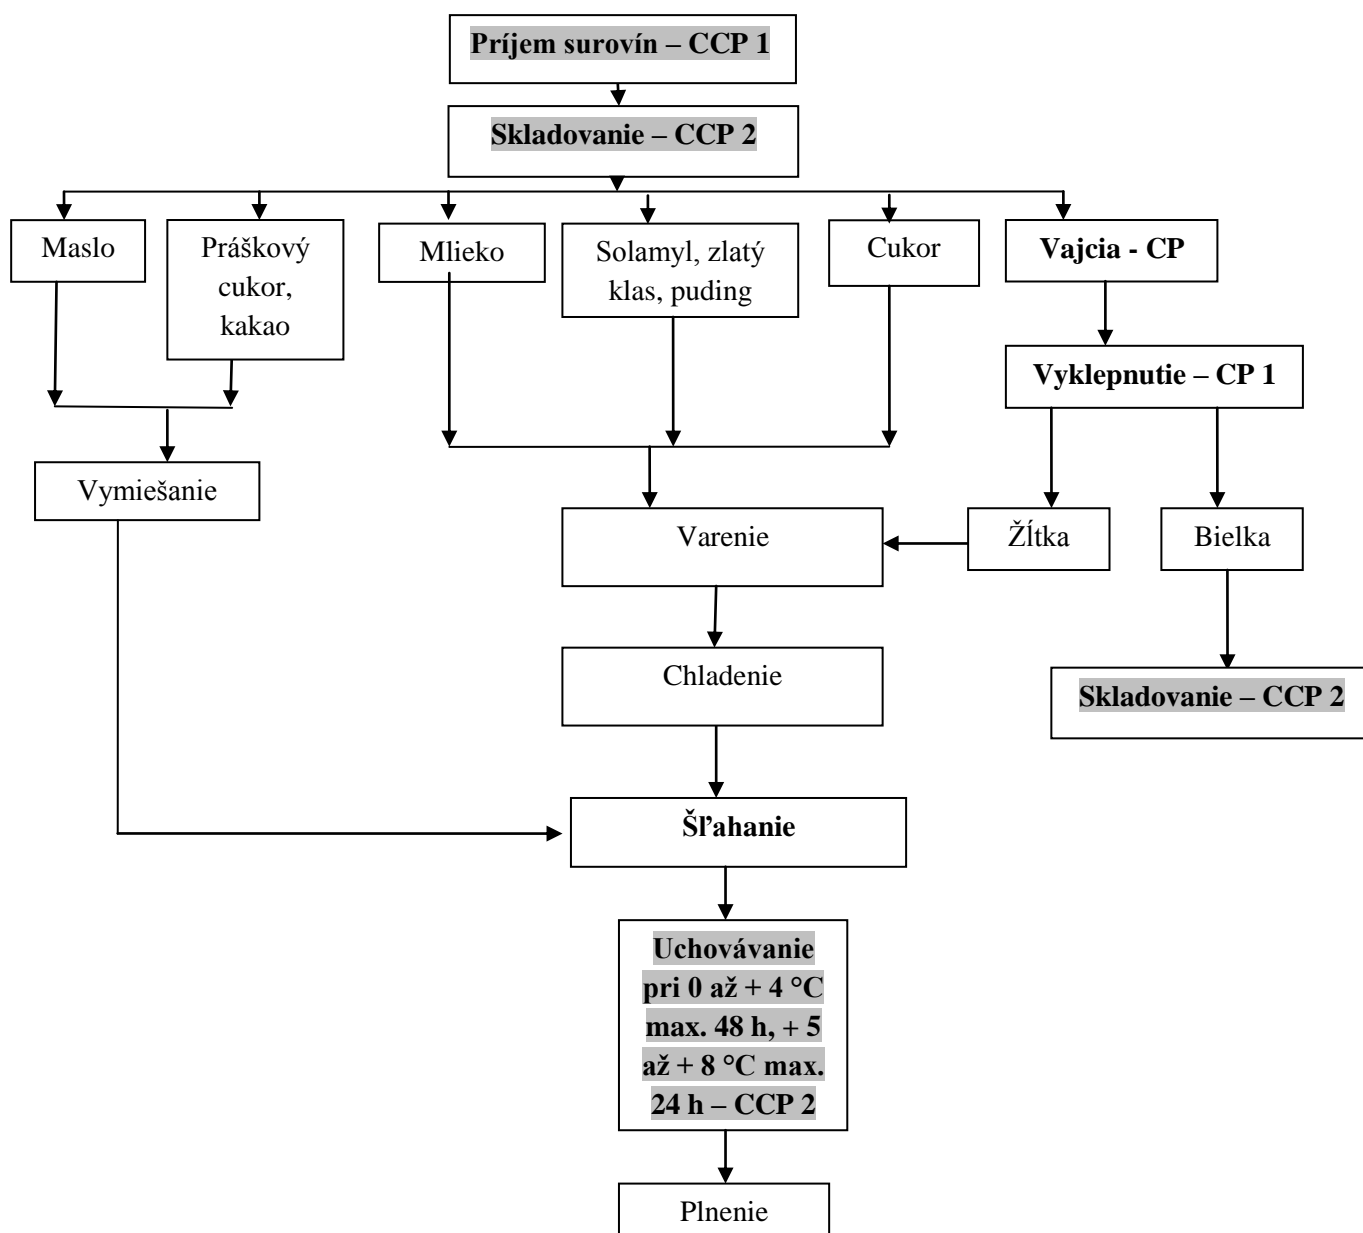 Príjem surovín – CCP 1
Skladovanie – CCP 2
Maslo
Práškový
cukor,
kakao
Mlieko
Solamyl, zlatý
klas, puding
Cukor
Vajcia - CP
Vyklepnutie – CP 1
Vymiešanie
Varenie
Žĺtka
Bielka
Chladenie
Skladovanie – CCP 2
Šľahanie
Uchovávanie
pri 0 až + 4 °C
max. 48 h, + 5
až + 8 °C max.
24 h – CCP 2
Plnenie